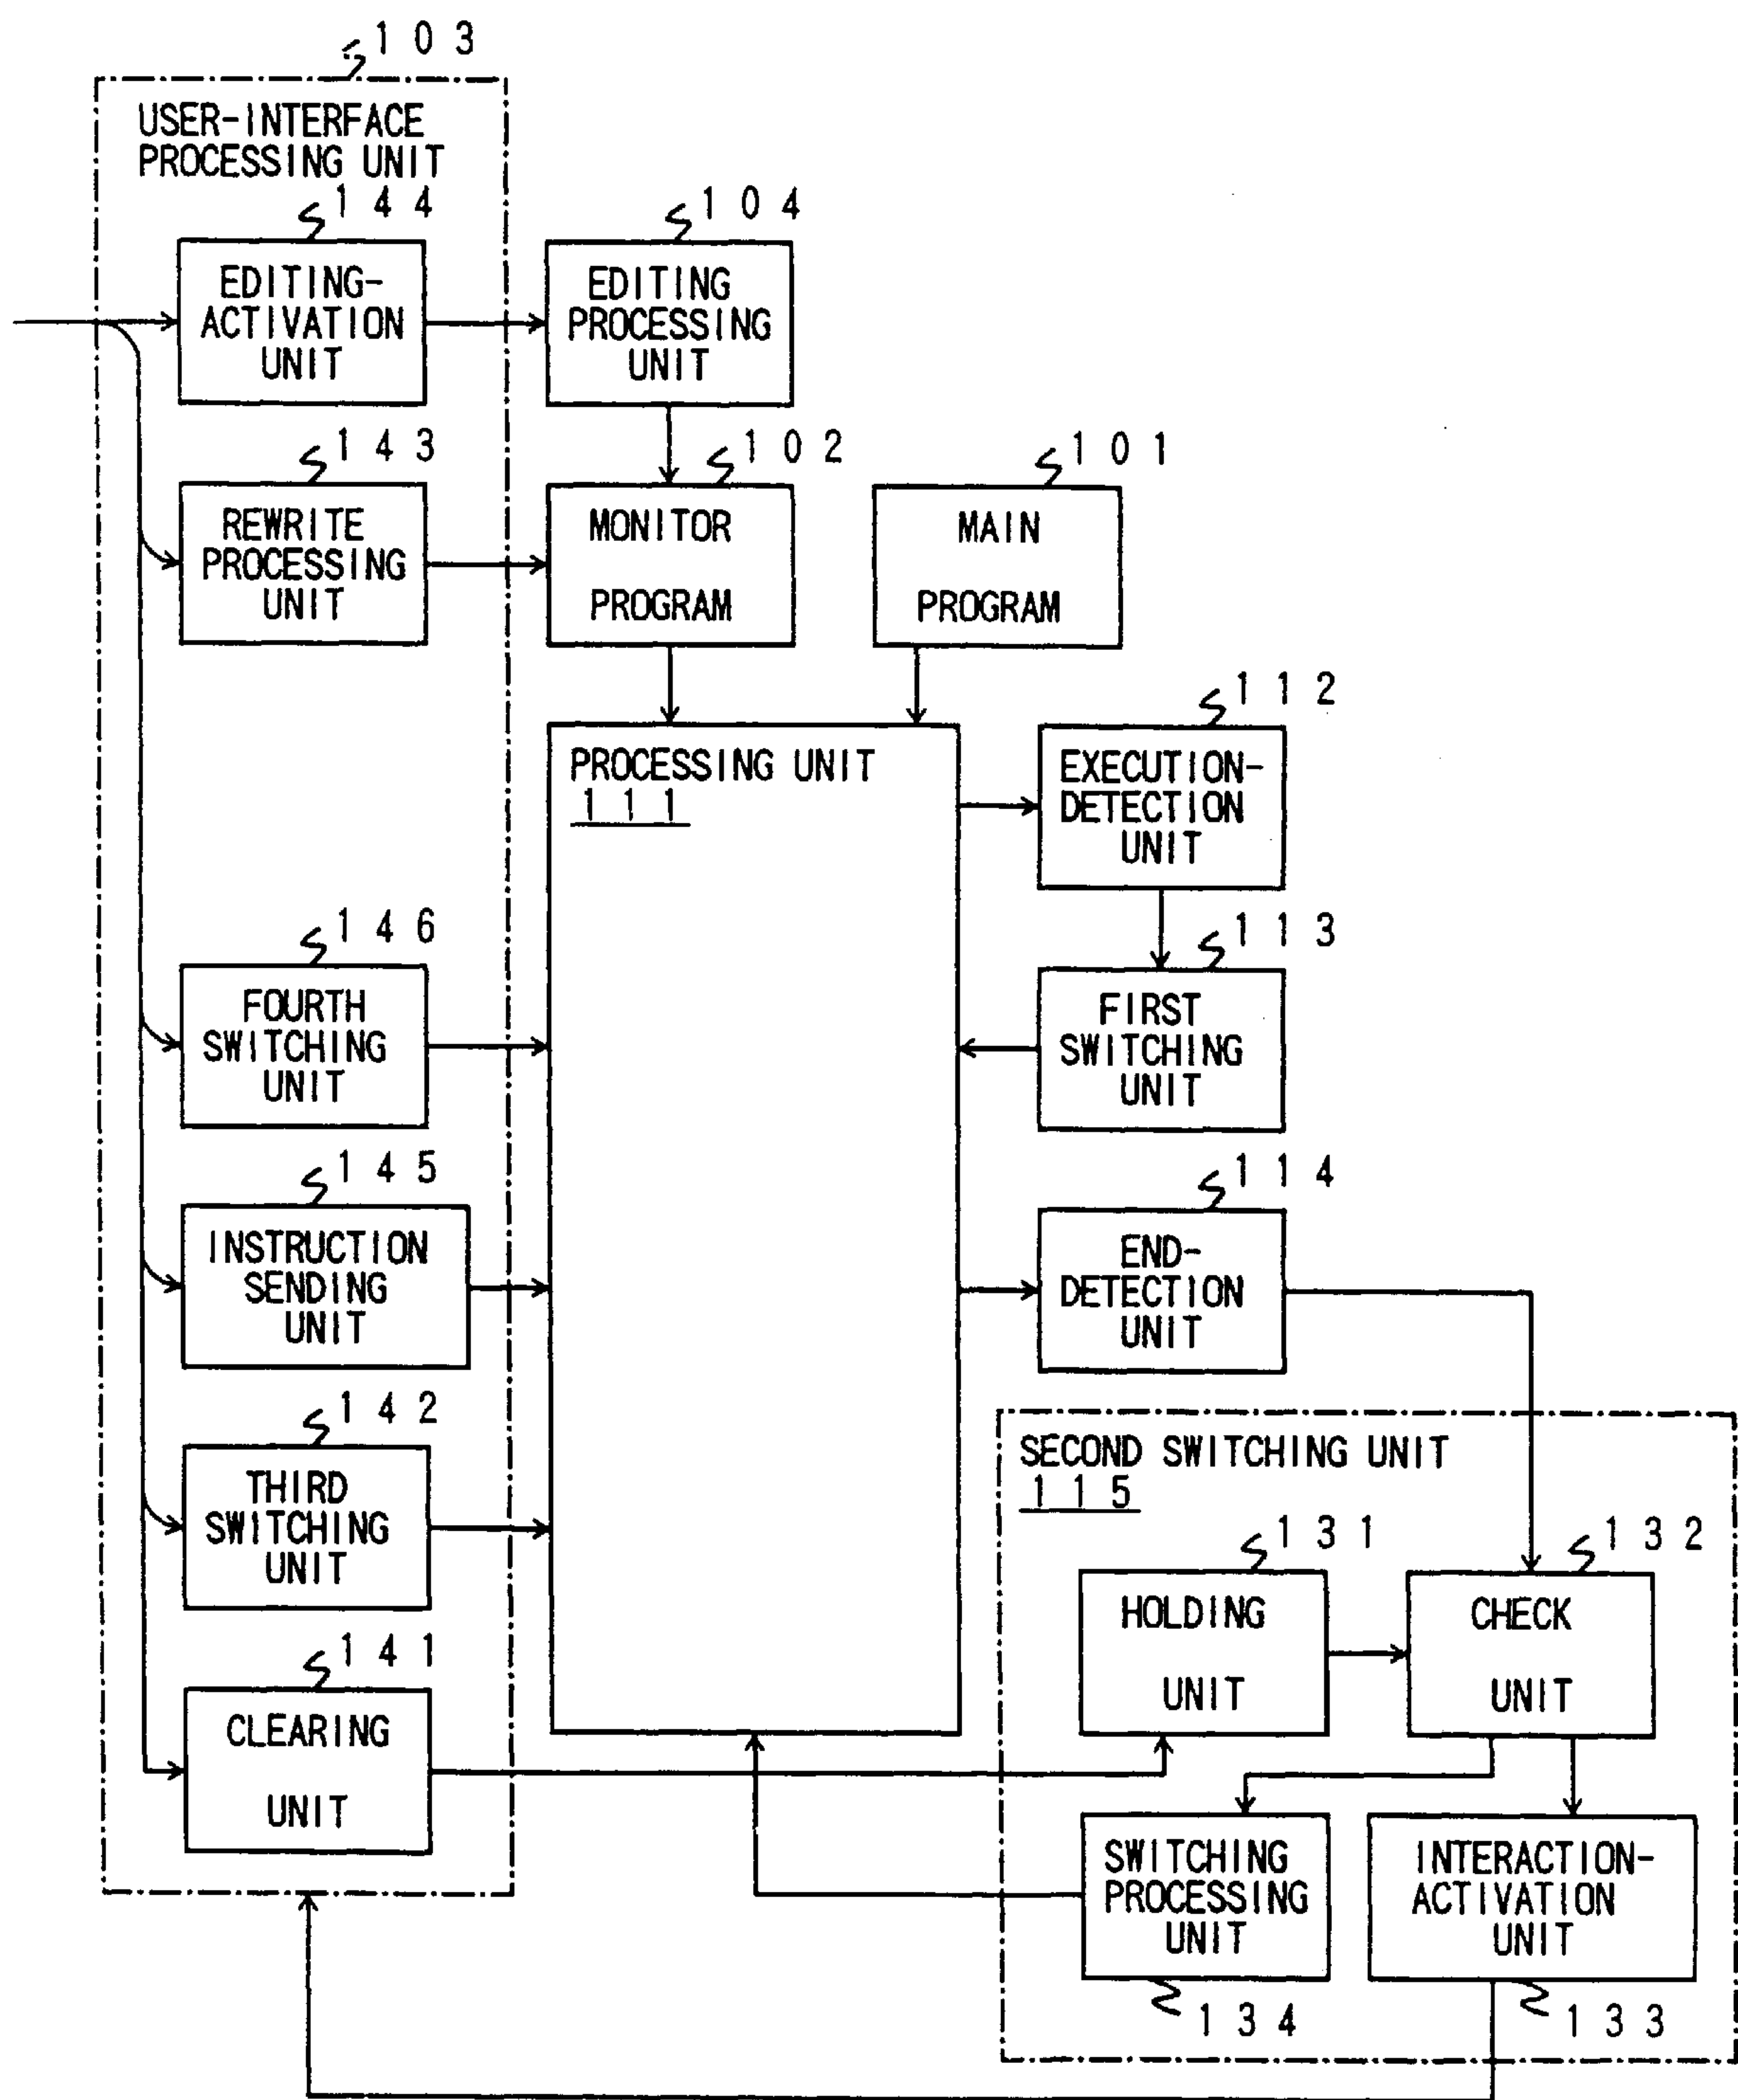 103
USER-INTERFACE
PROCESSING UNIT
144
EDITING-
ACTIVATION
UNIT
104
EDITING
PROCESSING
UNIT
143
REWRITE
PROCESSING
UNIT
102
MONITOR
PROGRAM
101
MAIN
PROGRAM
PROCESSING UNIT
111
112
EXECUTION-
DETECTION
UNIT
146
FOURTH
SWITCHING
UNIT
113
FIRST
SWITCHING
UNIT
145
INSTRUCTION
SENDING
UNIT
114
END-
DETECTION
UNIT
142
THIRD
SWITCHING
UNIT
SECOND SWITCHING UNIT
115
131
HOLDING
UNIT
132
CHECK
UNIT
141
CLEARING
UNIT
SWITCHING
PROCESSING
UNIT
134
INTERACTION-
ACTIVATION
UNIT
133